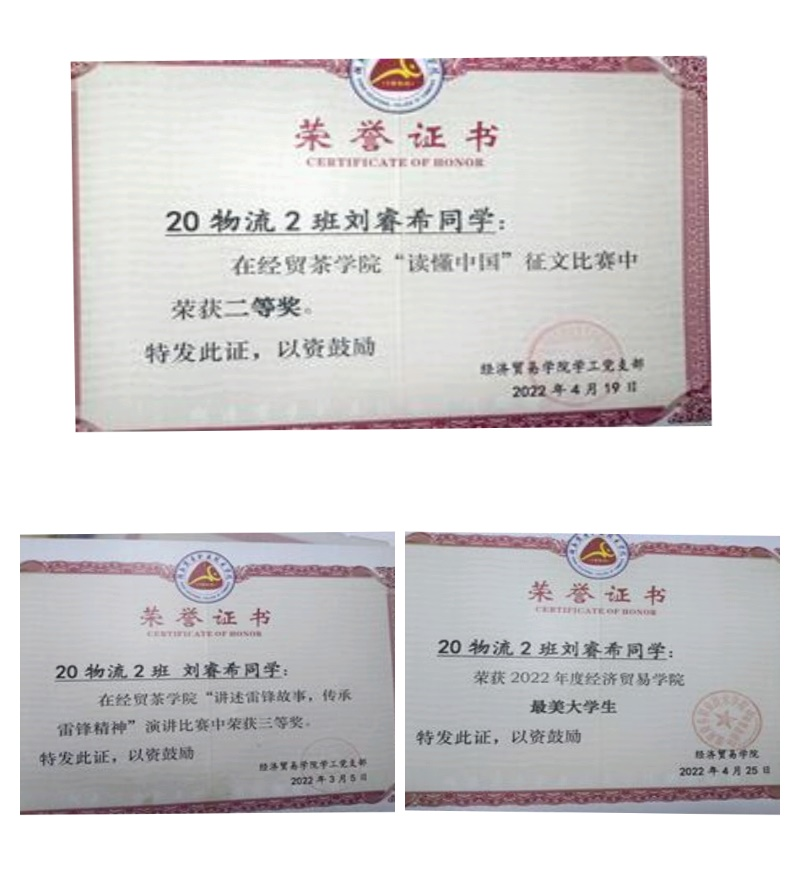 荣誉证书
CERTIFICATE OF HONOR
20 物流 2 班刘睿希同学：
在经贸茶学院“读懂中国”征文比赛中
荣获二等奖。
特发此证，以资鼓励
经济贸易学院学工党支部
2022 年 4 月 19 日
荣誉证书
CERTIFICATE OF HONOR
20 物流 2 班 刘睿希同学：
在经贸茶学院“讲述雷锋故事，传承
雷锋精神”演讲比赛中荣获三等奖。
特发此证，以资鼓励
经济贸易学院学工党支部
2022 年 3 月 5 日
荣誉证书
CERTIFICATE OF HONOR
20 物流 2 班刘睿希同学：
荣获 2022 年度经济贸易学院
最美大学生
特发此证，以资鼓励
经济贸易学院
2022 年 4 月 25 日